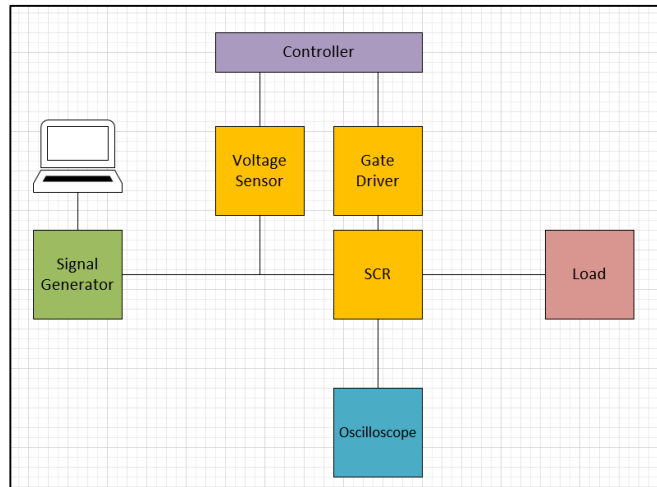 Controller
Voltage
Sensor
Gate
Driver
Signal
Generator
SCR
Load
Oscilloscope